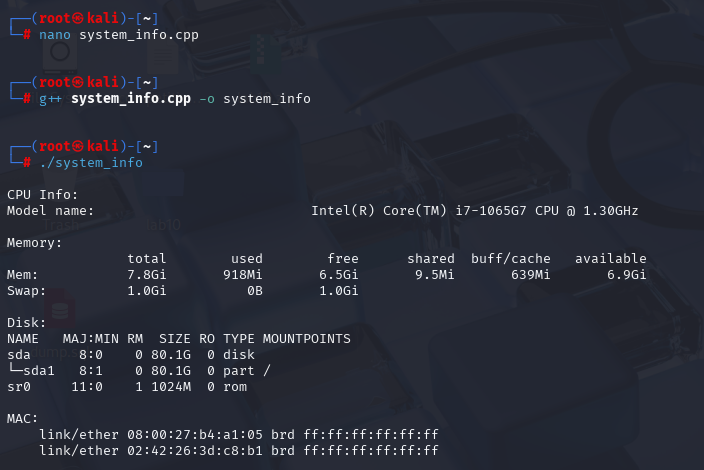 ┌──(root㉿kali)-[~]
└─# nano system_info.cpp
┌──(root㉿kali)-[~]
└─# g++ system_info.cpp -o system_info
┌──(root㉿kali)-[~]
└─# ./system_info
CPU Info:
Model name:                           Intel(R) Core(TM) i7-1065G7 CPU @ 1.30GHz
Memory:
               total        used        free      shared  buff/cache   available
Mem:           7.8Gi       918Mi       6.5Gi       9.5Mi       639Mi       6.9Gi
Swap:          1.0Gi          0B       1.0Gi
Disk:
NAME   MAJ:MIN RM  SIZE RO TYPE MOUNTPOINTS
sda      8:0    0 80.1G  0 disk
└─sda1   8:1    0 80.1G  0 part /
sr0     11:0    1 1024M  0 rom
MAC:
    link/ether 08:00:27:b4:a1:05 brd ff:ff:ff:ff:ff:ff
    link/ether 02:42:26:3d:c8:b1 brd ff:ff:ff:ff:ff:ff